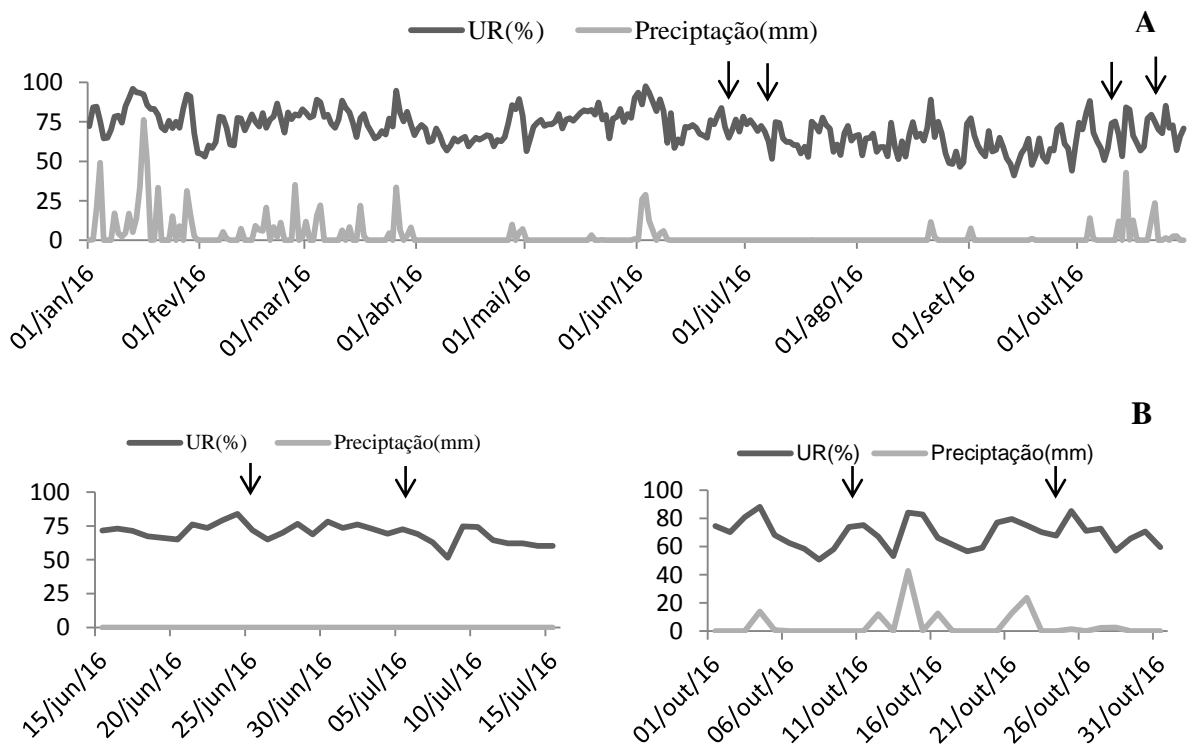 UR(%) Preciptação(mm) A
100
75
50
25
0
01/jan/16 01/fev/16 01/mar/16 01/abr/16 01/mai/16 01/jun/16 01/jul/16 01/ago/16 01/set/16 01/out/16
B
UR(%) Preciptação(mm)
100
75
50
25
0
15/jun/16 20/jun/16 25/jun/16 30/jun/16 05/jul/16 10/jul/16 15/jul/16
UR(%) Preciptação(mm)
100
80
60
40
20
0
01/out/16 06/out/16 11/out/16 16/out/16 21/out/16 26/out/16 31/out/16